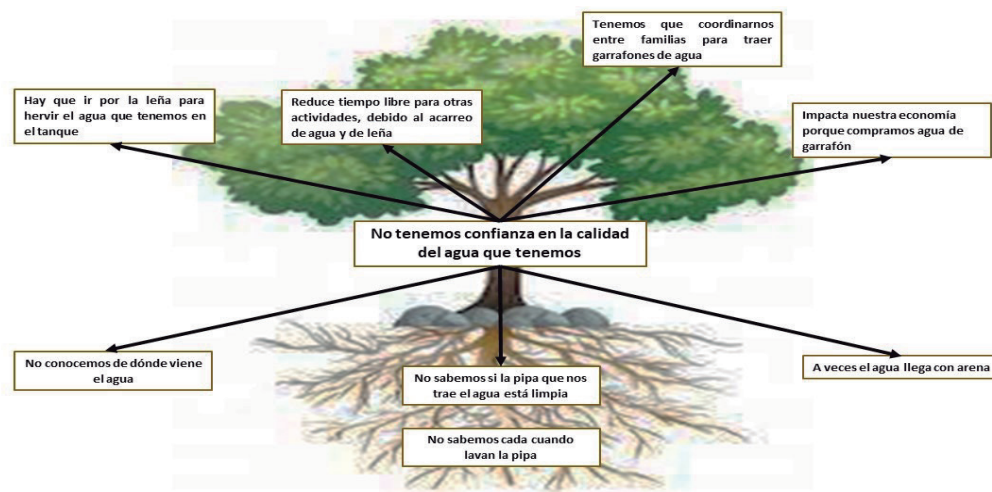 Tenemos que coordinarnos
entre familias para traer
garrafones de agua
Hay que ir por la leña para
hervir el agua que tenemos en
el tanque
Reduce tiempo libre para otras
actividades, debido al acarreo
de agua y de leña
Impacta nuestra economía
porque compramos agua de
garrafón
No tenemos confianza en la calidad
del agua que tenemos
No conocemos de dónde viene
el agua
No sabemos si la pipa que nos
trae el agua está limpia
A veces el agua llega con arena
No sabemos cada cuando
lavan la pipa